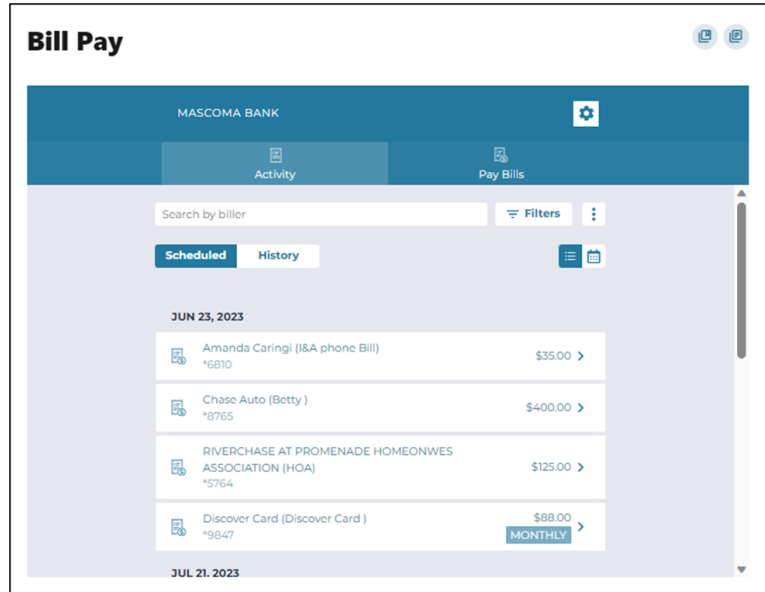 Bill Pay
MASCOMA BANK
Activity
Pay Bills
Search by biller
Filters
Scheduled
History
JUN 23, 2023
Amanda Caringi (I&A phone Bill)
*6810
$35.00
Chase Auto (Betty )
*8765
$400.00
RIVERCHASE AT PROMENADE HOMEONWES
ASSOCIATION (HOA)
*5764
$125.00
Discover Card (Discover Card )
*9847
$88.00
MONTHLY
JUL 21, 2023